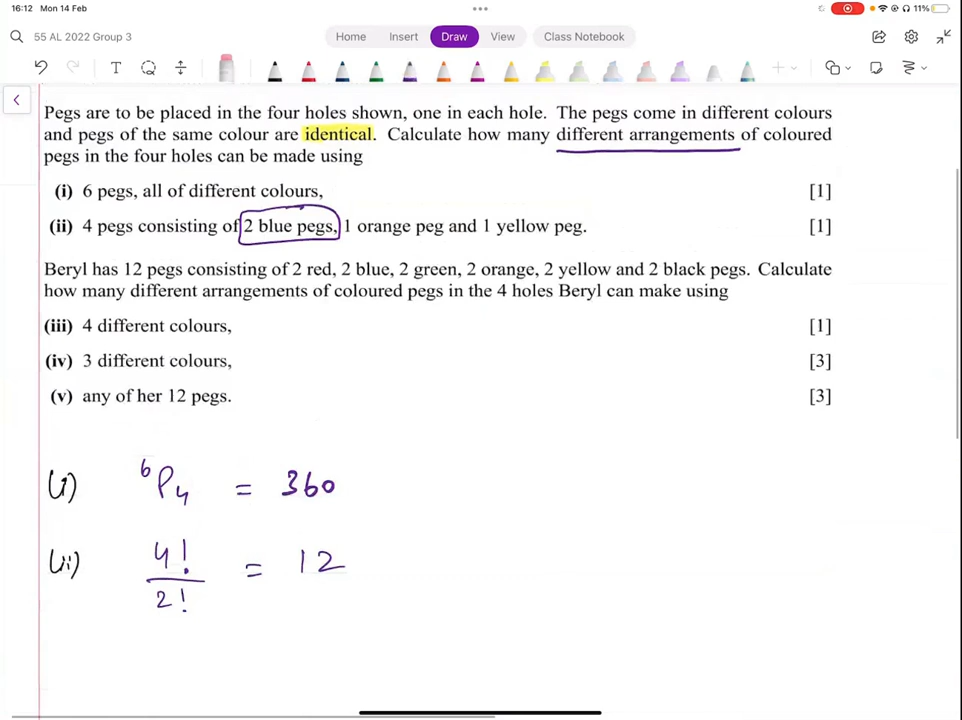 16:12 Mon 14 Feb
11%
55 AL 2022 Group 3
Home Insert Draw View Class Notebook
Pegs are to be placed in the four holes shown, one in each hole. The pegs come in different colours
and pegs of the same colour are identical. Calculate how many different arrangements of coloured
pegs in the four holes can be made using
(i) 6 pegs, all of different colours, [1]
(ii) 4 pegs consisting of 2 blue pegs, 1 orange peg and 1 yellow peg. [1]
Beryl has 12 pegs consisting of 2 red, 2 blue, 2 green, 2 orange, 2 yellow and 2 black pegs. Calculate
how many different arrangements of coloured pegs in the 4 holes Beryl can make using
(iii) 4 different colours, [1]
(iv) 3 different colours, [3]
(v) any of her 12 pegs. [3]
(i) ⁶P₄ = 360
(ii) 4!/2! = 12